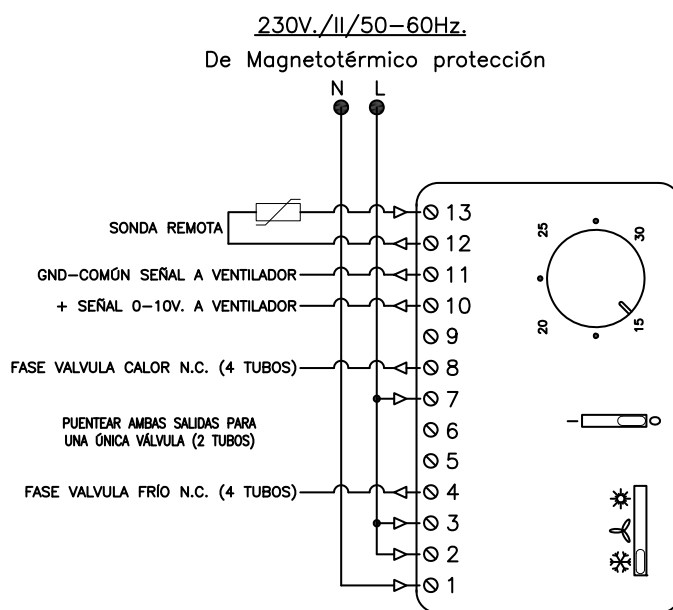 230V./II/50-60Hz.
De Magnetotérmico protección
N L
13
SONDA REMOTA
12
GND-COMÚN SEÑAL A VENTILADOR
11
+ SEÑAL 0-10V. A VENTILADOR
10
9
FASE VALVULA CALOR N.C. (4 TUBOS)
8
7
PUENTEAR AMBAS SALIDAS PARA
UNA ÚNICA VÁLVULA (2 TUBOS)
6
5
FASE VALVULA FRÍO N.C. (4 TUBOS)
4
3
2
1
25
30
20
15
I
O